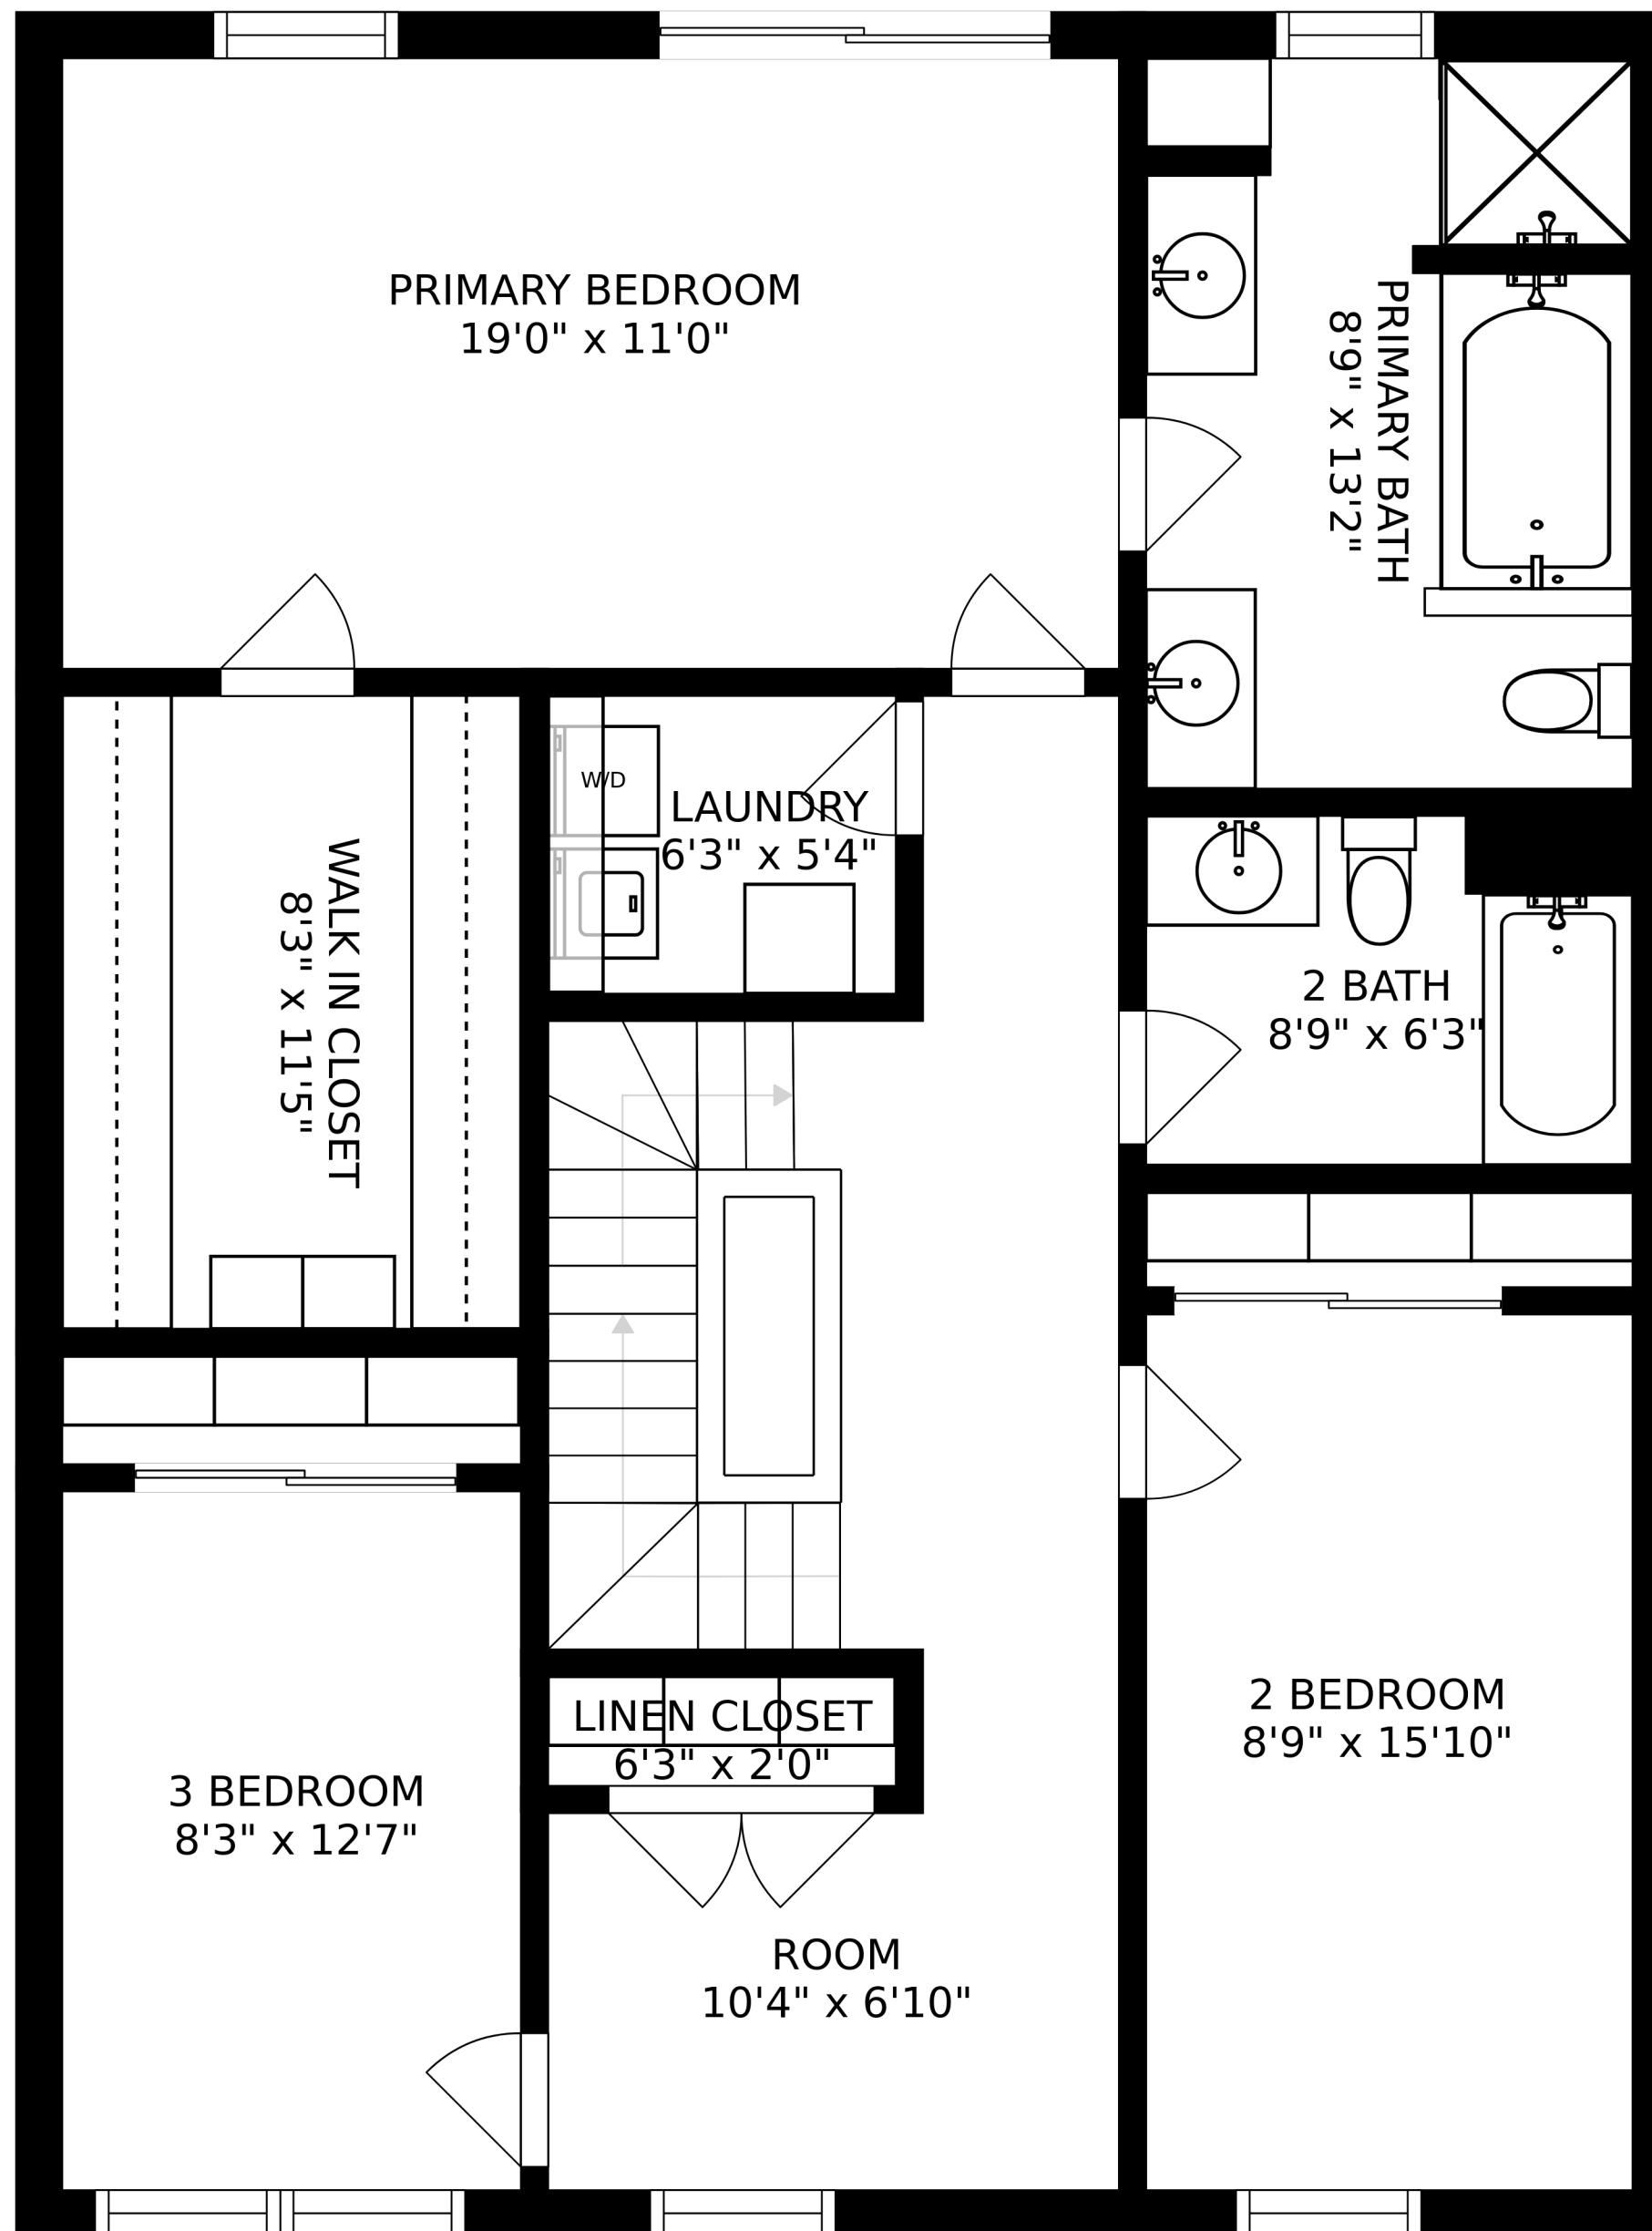 PRIMARY BEDROOM
19'0" x 11'0"
PRIMARY BATH
8'9" x 13'2"
W/D
LAUNDRY
6'3" x 5'4"
WALK IN CLOSET
8'3" x 11'5"
2 BATH
8'9" x 6'3"
2 BEDROOM
8'9" x 15'10"
LINEN CLOSET
6'3" x 2'0"
3 BEDROOM
8'3" x 12'7"
ROOM
10'4" x 6'10"